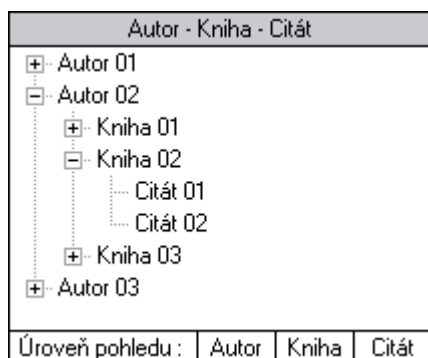 Autor - Kniha - Citát
Autor 01
Autor 02
Kniha 01
Kniha 02
Citát 01
Citát 02
Kniha 03
Autor 03
Úroveň pohledu : Autor Kniha Citát